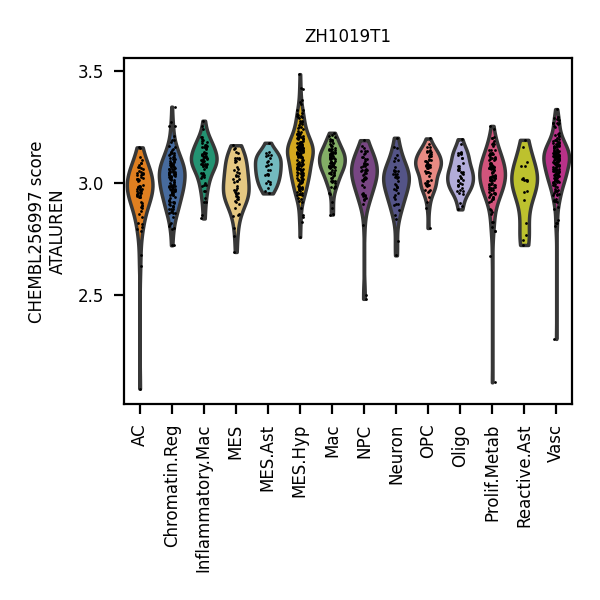 ZH1019T1
CHEMBL256997 score
ATALUREN
3.5
3.0
2.5
AC
Chromatin.Reg
Inflammatory.Mac
MES
MES.Ast
MES.Hyp
Mac
NPC
Neuron
OPC
Oligo
Prolif.Metab
Reactive.Ast
Vasc